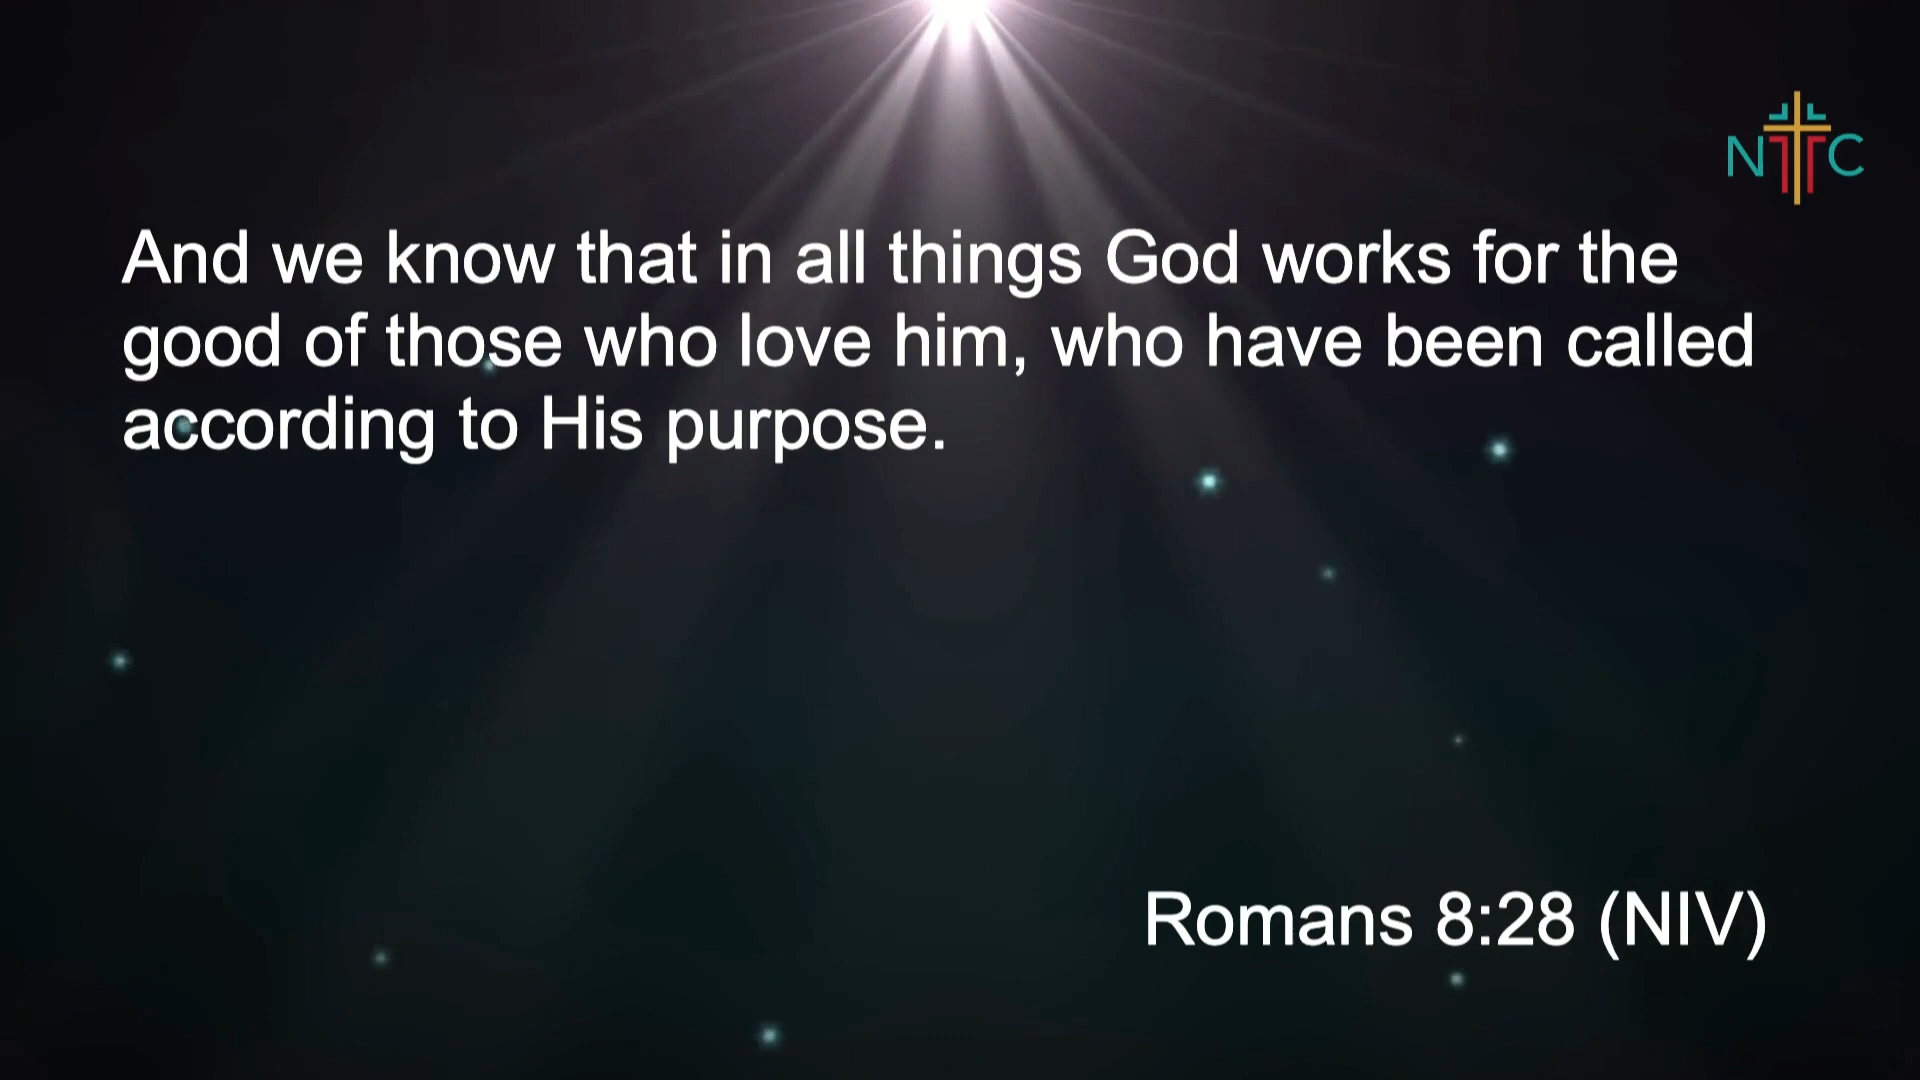 NTC
And we know that in all things God works for the
good of those who love him, who have been called
according to His purpose.
Romans 8:28 (NIV)